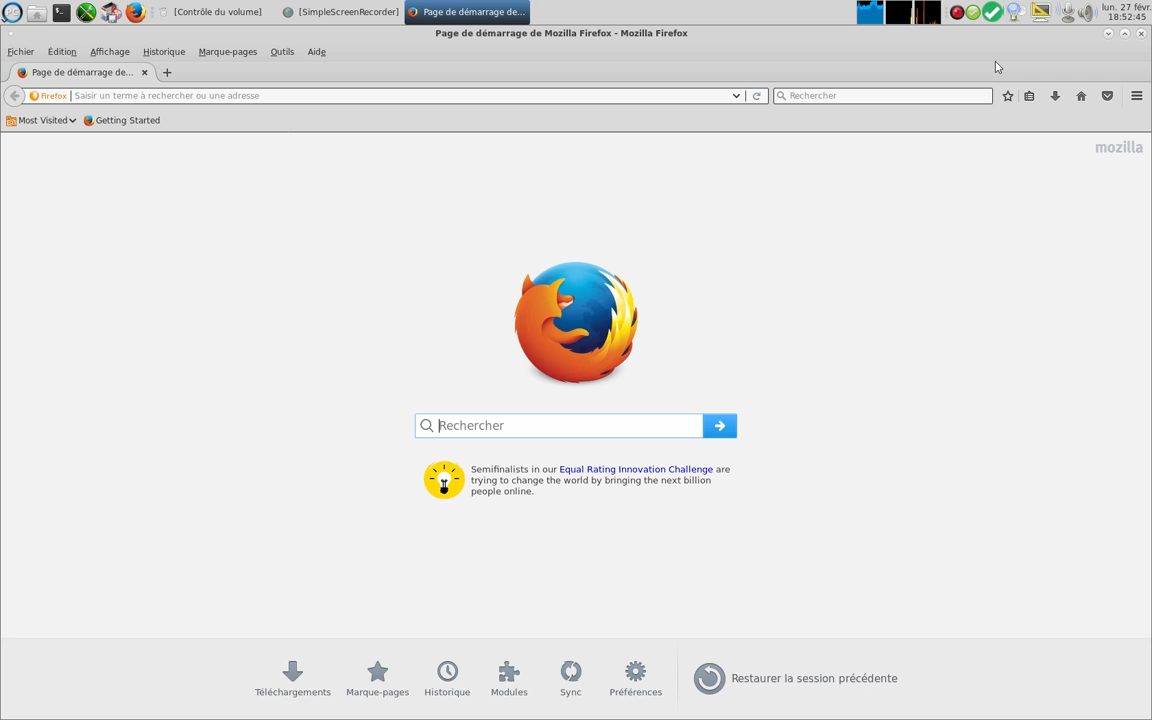 [Contrôle du volume]
[SimpleScreenRecorder]
Page de démarrage de...
lun. 27 févr.
18:52:45
Page de démarrage de Mozilla Firefox - Mozilla Firefox
Fichier Édition Affichage Historique Marque-pages Outils Aide
Page de démarrage de...
Firefox Saisir un terme à rechercher ou une adresse
Rechercher
Most Visited Getting Started
mozilla
Rechercher
Semifinalists in our Equal Rating Innovation Challenge are
trying to change the world by bringing the next billion
people online.
Téléchargements Marque-pages Historique Modules Sync Préférences
Restaurer la session précédente